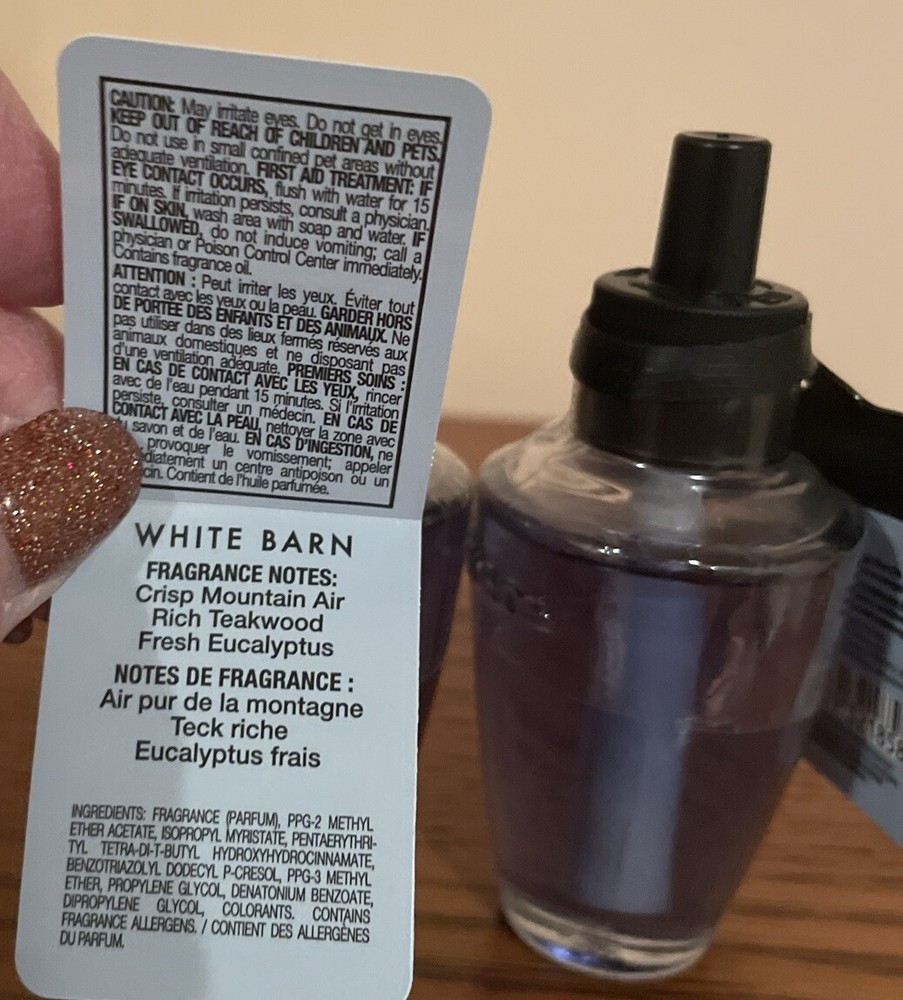 CAUTION: May irritate eyes. Do not get in eyes.
KEEP OUT OF REACH OF CHILDREN AND PETS.
Do not use in small confined pet areas without
adequate ventilation. FIRST AID TREATMENT: IF
EYE CONTACT OCCURS, flush with water for 15
minutes. If irritation persists, consult a physician.
IF ON SKIN, wash area with soap and water. IF
SWALLOWED, do not induce vomiting; call a
physician or Poison Control Center immediately.
Contains fragrance oil.
ATTENTION : Peut irriter les yeux. Éviter tout
contact avec les yeux ou la peau. GARDER HORS
DE PORTÉE DES ENFANTS ET DES ANIMAUX. Ne
pas utiliser dans des lieux fermés réservés aux
animaux domestiques et ne disposant pas
d'une ventilation adéquate. PREMIERS SOINS :
EN CAS DE CONTACT AVEC LES YEUX, rincer
avec de l'eau pendant 15 minutes. Si l'irritation
persiste, consulter un médecin. EN CAS DE
CONTACT AVEC LA PEAU, nettoyer la zone avec
savon et de l'eau. EN CAS D'INGESTION, ne
provoquer le vomissement; appeler
diatement un centre antipoison ou un
cin. Contient de l'huile parfumée.
WHITE BARN
FRAGRANCE NOTES:
Crisp Mountain Air
Rich Teakwood
Fresh Eucalyptus
NOTES DE FRAGRANCE :
Air pur de la montagne
Teck riche
Eucalyptus frais
INGREDIENTS: FRAGRANCE (PARFUM), PPG-2 METHYL
ETHER ACETATE, ISOPROPYL MYRISTATE, PENTAERYTHRI-
TYL TETRA-DI-T-BUTYL HYDROXYHYDROCINNAMATE,
BENZOTRIAZOLYL DODECYL P-CRESOL, PPG-3 METHYL
ETHER, PROPYLENE GLYCOL, DENATONIUM BENZOATE,
DIPROPYLENE GLYCOL, COLORANTS. CONTAINS
FRAGRANCE ALLERGENS. / CONTIENT DES ALLERGÈNES
DU PARFUM.